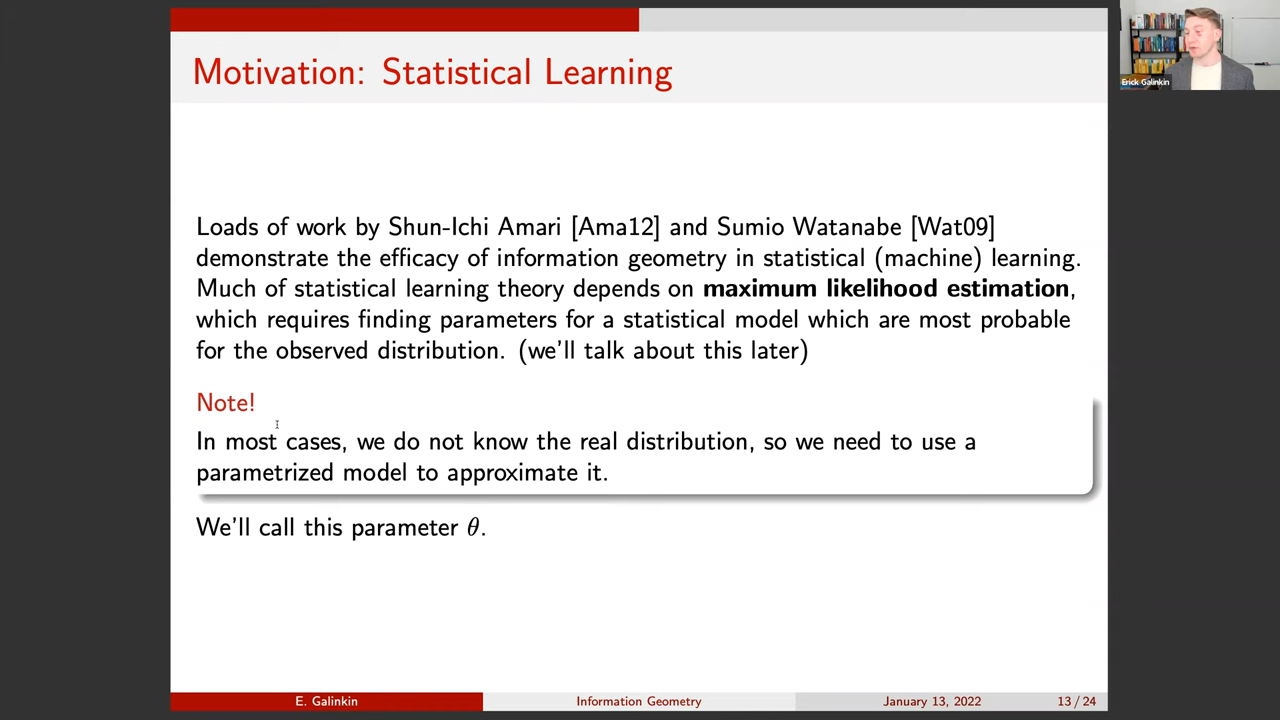 Motivation: Statistical Learning
Erick Galinkin
Loads of work by Shun-Ichi Amari [Ama12] and Sumio Watanabe [Wat09]
demonstrate the efficacy of information geometry in statistical (machine) learning.
Much of statistical learning theory depends on maximum likelihood estimation,
which requires finding parameters for a statistical model which are most probable
for the observed distribution. (we'll talk about this later)
Note!
In most cases, we do not know the real distribution, so we need to use a
parametrized model to approximate it.
We'll call this parameter θ.
E. Galinkin Information Geometry January 13, 2022 13 / 24